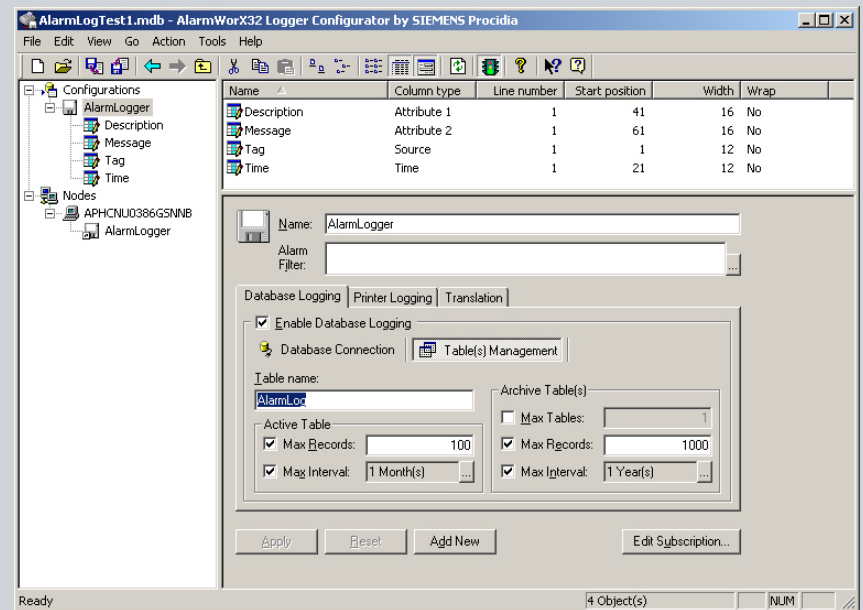 AlarmLogTest1.mdb - AlarmWorX32 Logger Configurator by SIEMENS Procidia
File Edit View Go Action Tools Help
Configurations
AlarmLogger
Description
Message
Tag
Time
Nodes
APHCNU0386GSNNB
AlarmLogger
Name Column type Line number Start position Width Wrap
Description Attribute 1 1 41 16 No
Message Attribute 2 1 61 16 No
Tag Source 1 1 12 No
Time Time 1 21 12 No
Name: AlarmLogger
Alarm
Filter: ...
Database Logging Printer Logging Translation
Enable Database Logging
Database Connection Table(s) Management
Table name:
AlarmLog
Active Table
Max Records: 100
Max Interval: 1 Month(s) ...
Archive Table(s)
Max Tables: 1
Max Records: 1000
Max Interval: 1 Year(s) ...
Apply Reset Add New Edit Subscription...
Ready 4 Object(s) NUM